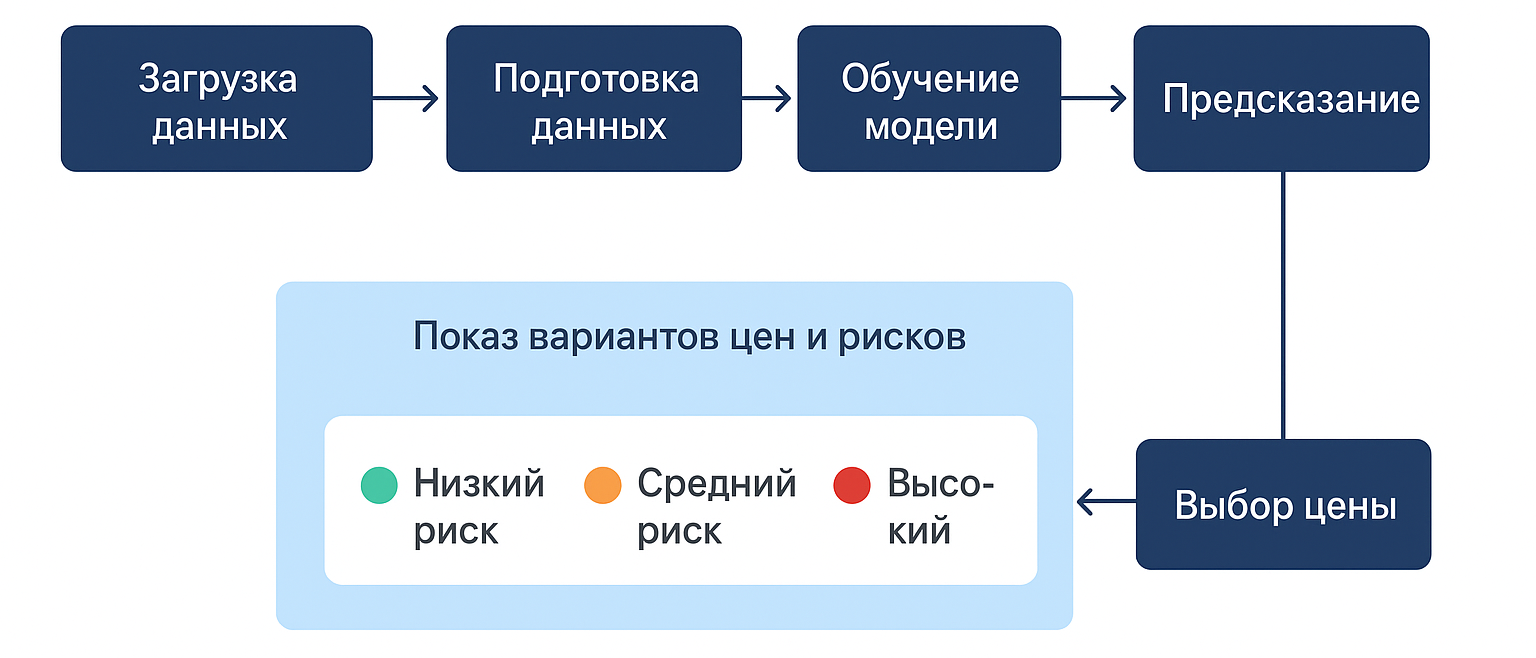 Загрузка
данных
Подготовка
данных
Обучение
модели
Предсказание
Показ вариантов цен и рисков
Низкий
риск
Средний
риск
Высо-
кий
Выбор цены